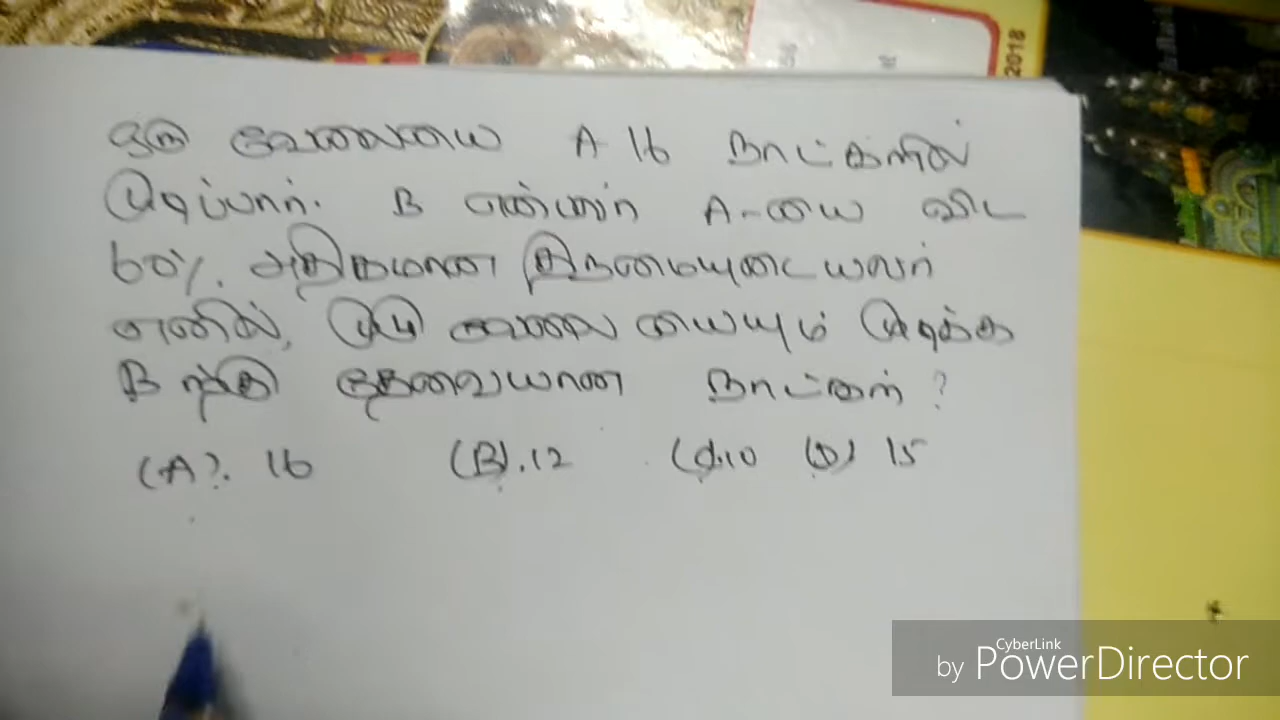 2018
ஒரு வேலையை A 16 நாட்களில்
முடிப்பார். B என்பவர் A-யை விட
60%. அதிகமான திறமையுடையவர்
எனில், முழு வேலையையும் முடிக்க
B ந்கு தேவையான நாட்கள் ?
(A). 16 (B). 12 (C). 10 (D) 15
CyberLink
by PowerDirector